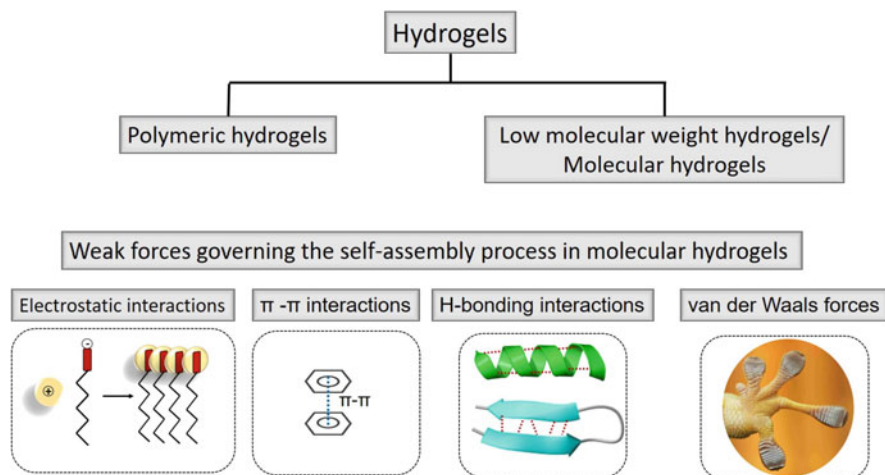 Hydrogels
Polymeric hydrogels
Low molecular weight hydrogels/
Molecular hydrogels
Weak forces governing the self-assembly process in molecular hydrogels
Electrostatic interactions
π -π interactions
H-bonding interactions
van der Waals forces
-
+
π-π